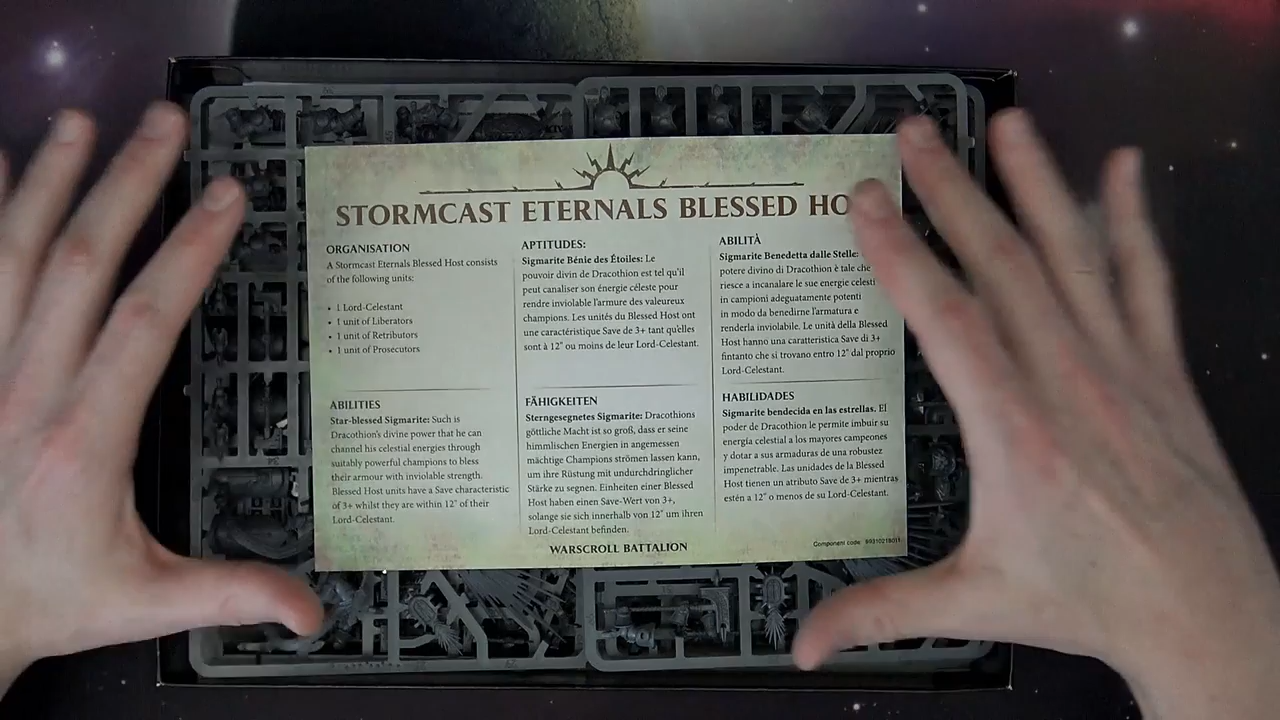 STORMCAST ETERNALS BLESSED HO
ORGANISATION
A Stormcast Eternals Blessed Host consists
of the following units:
• 1 Lord-Celestant
• 1 unit of Liberators
• 1 unit of Retributors
• 1 unit of Prosecutors
ABILITIES
Star-blessed Sigmarite: Such is
Dracothion's divine power that he can
channel his celestial energies through
suitably powerful champions to bless
their armour with inviolable strength.
Blessed Host units have a Save characteristic
of 3+ whilst they are within 12" of their
Lord-Celestant.
APTITUDES:
Sigmarite Bénie des Étoiles: Le
pouvoir divin de Dracothion est tel qu'il
peut canaliser son énergie céleste pour
rendre inviolable l'armure des valeureux
champions. Les unités du Blessed Host ont
une caractéristique Save de 3+ tant qu'elles
sont à 12" ou moins de leur Lord-Celestant.
FÄHIGKEITEN
Sterngesegnetes Sigmarite: Dracothions
göttliche Macht ist so groß, dass er seine
himmlischen Energien in angemessen
mächtige Champions strömen lassen kann,
um ihre Rüstung mit undurchdringlicher
Stärke zu segnen. Einheiten einer Blessed
Host haben einen Save-Wert von 3+,
solange sie sich innerhalb von 12" um ihren
Lord-Celestant befinden.
ABILITÀ
Sigmarite Benedetta dalle Stelle:
potere divino di Dracothion è tale che
riesce a incanalare le sue energie celesti
in campioni adeguatamente potenti
in modo da benedirne l'armatura e
renderla inviolabile. Le unità della Blessed
Host hanno una caratteristica Save di 3+
fintanto che si trovano entro 12" dal proprio
Lord-Celestant.
HABILIDADES
Sigmarite bendecida en las estrellas. El
poder de Dracothion le permite imbuir su
energía celestial a los mayores campeones
y dotar a sus armaduras de una robustez
impenetrable. Las unidades de la Blessed
Host tienen un atributo Save de 3+ mientras
estén a 12" o menos de su Lord-Celestant.
WARSCROLL BATTALION
Component code